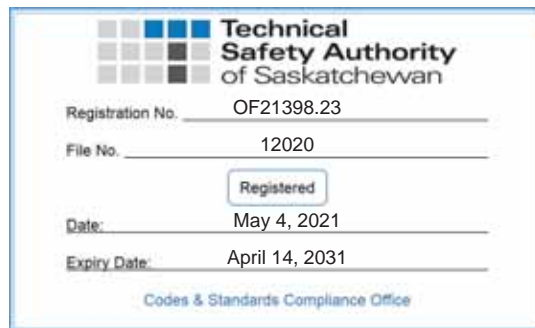 Technical
Safety Authority
of Saskatchewan
Registration No. OF21398.23
File No. 12020
Registered
Date: May 4, 2021
Expiry Date: April 14, 2031
Codes & Standards Compliance Office